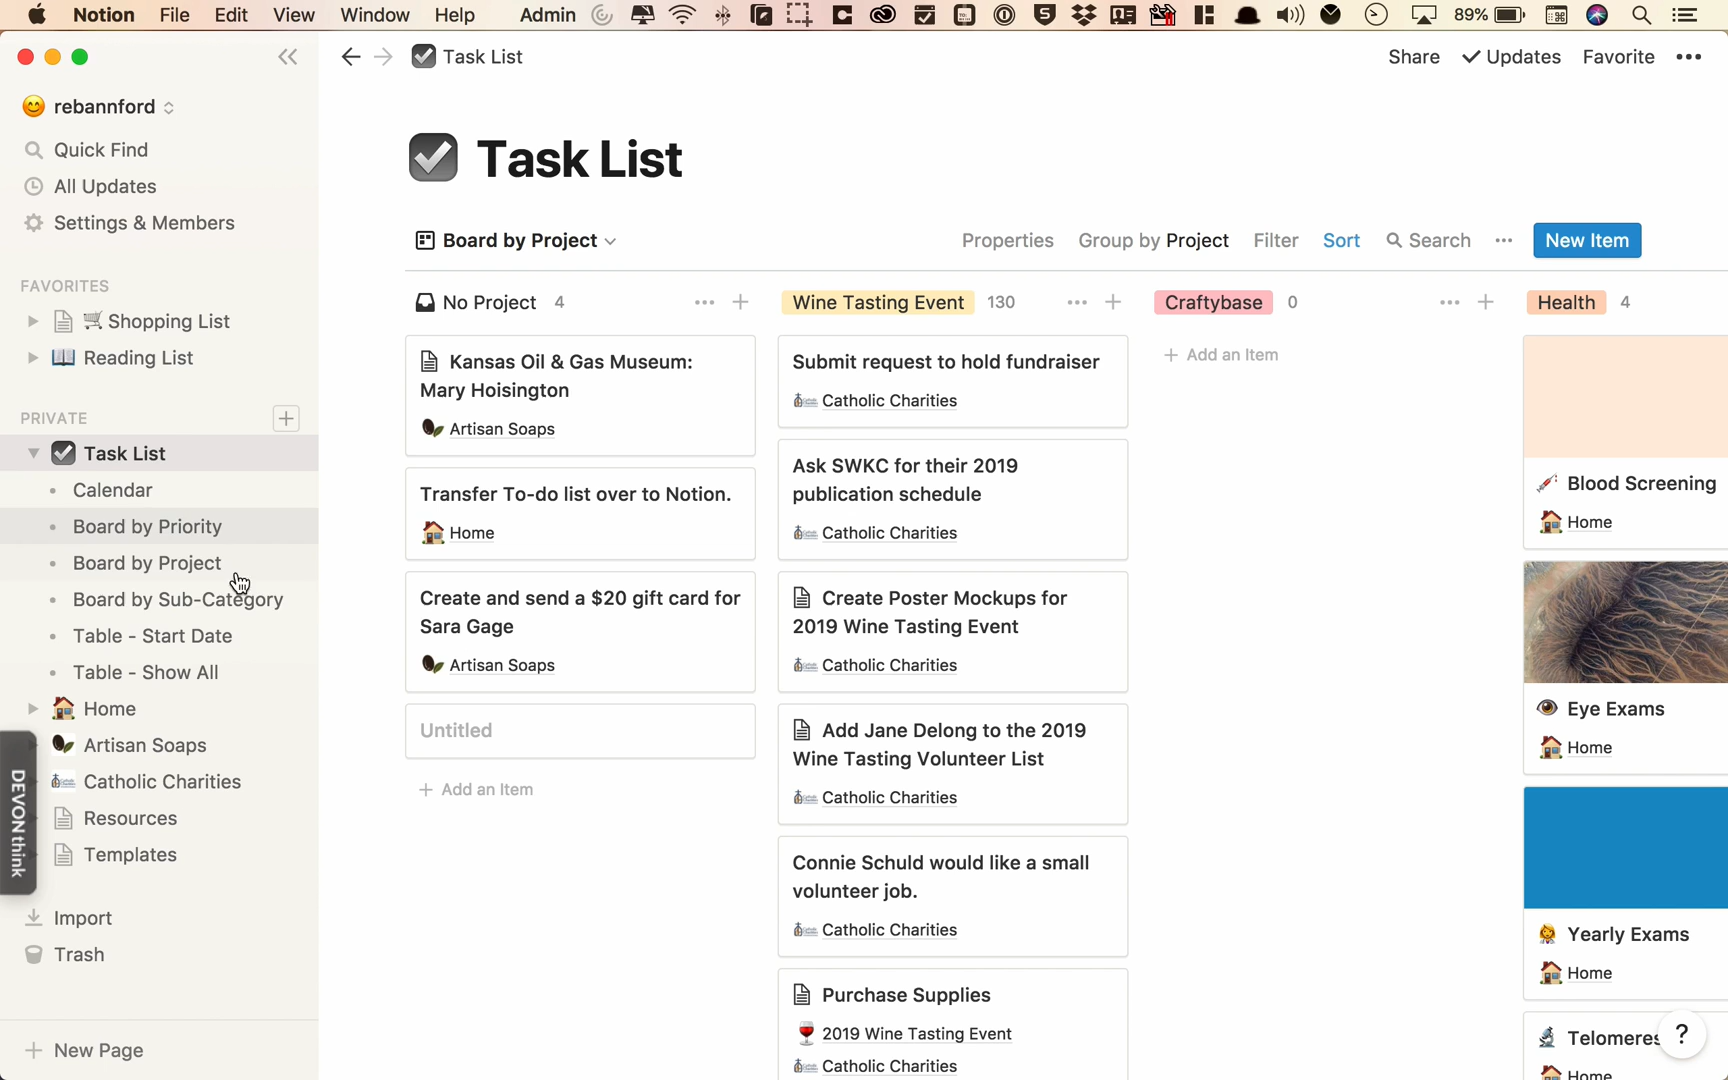 Notion File Edit View Window Help Admin 89%
Task List
Share Updates Favorite
rebannford
Quick Find
All Updates
Settings & Members
FAVORITES
Shopping List
Reading List
PRIVATE
Task List
Calendar
Board by Priority
Board by Project
Board by Sub-Category
Table - Start Date
Table - Show All
Home
Artisan Soaps
Catholic Charities
Resources
Templates
DEVONthink
Import
Trash
New Page
Task List
Board by Project
Properties Group by Project Filter Sort Search New Item
No Project 4
Kansas Oil & Gas Museum:
Mary Hoisington
Artisan Soaps
Transfer To-do list over to Notion.
Home
Create and send a $20 gift card for
Sara Gage
Artisan Soaps
Untitled
Add an Item
Wine Tasting Event 130
Submit request to hold fundraiser
Catholic Charities
Ask SWKC for their 2019
publication schedule
Catholic Charities
Create Poster Mockups for
2019 Wine Tasting Event
Catholic Charities
Add Jane Delong to the 2019
Wine Tasting Volunteer List
Catholic Charities
Connie Schuld would like a small
volunteer job.
Catholic Charities
Purchase Supplies
2019 Wine Tasting Event
Catholic Charities
Craftybase 0
Add an Item
Health 4
Blood Screening
Home
Eye Exams
Home
Yearly Exams
Home
Telomeres
Home
?